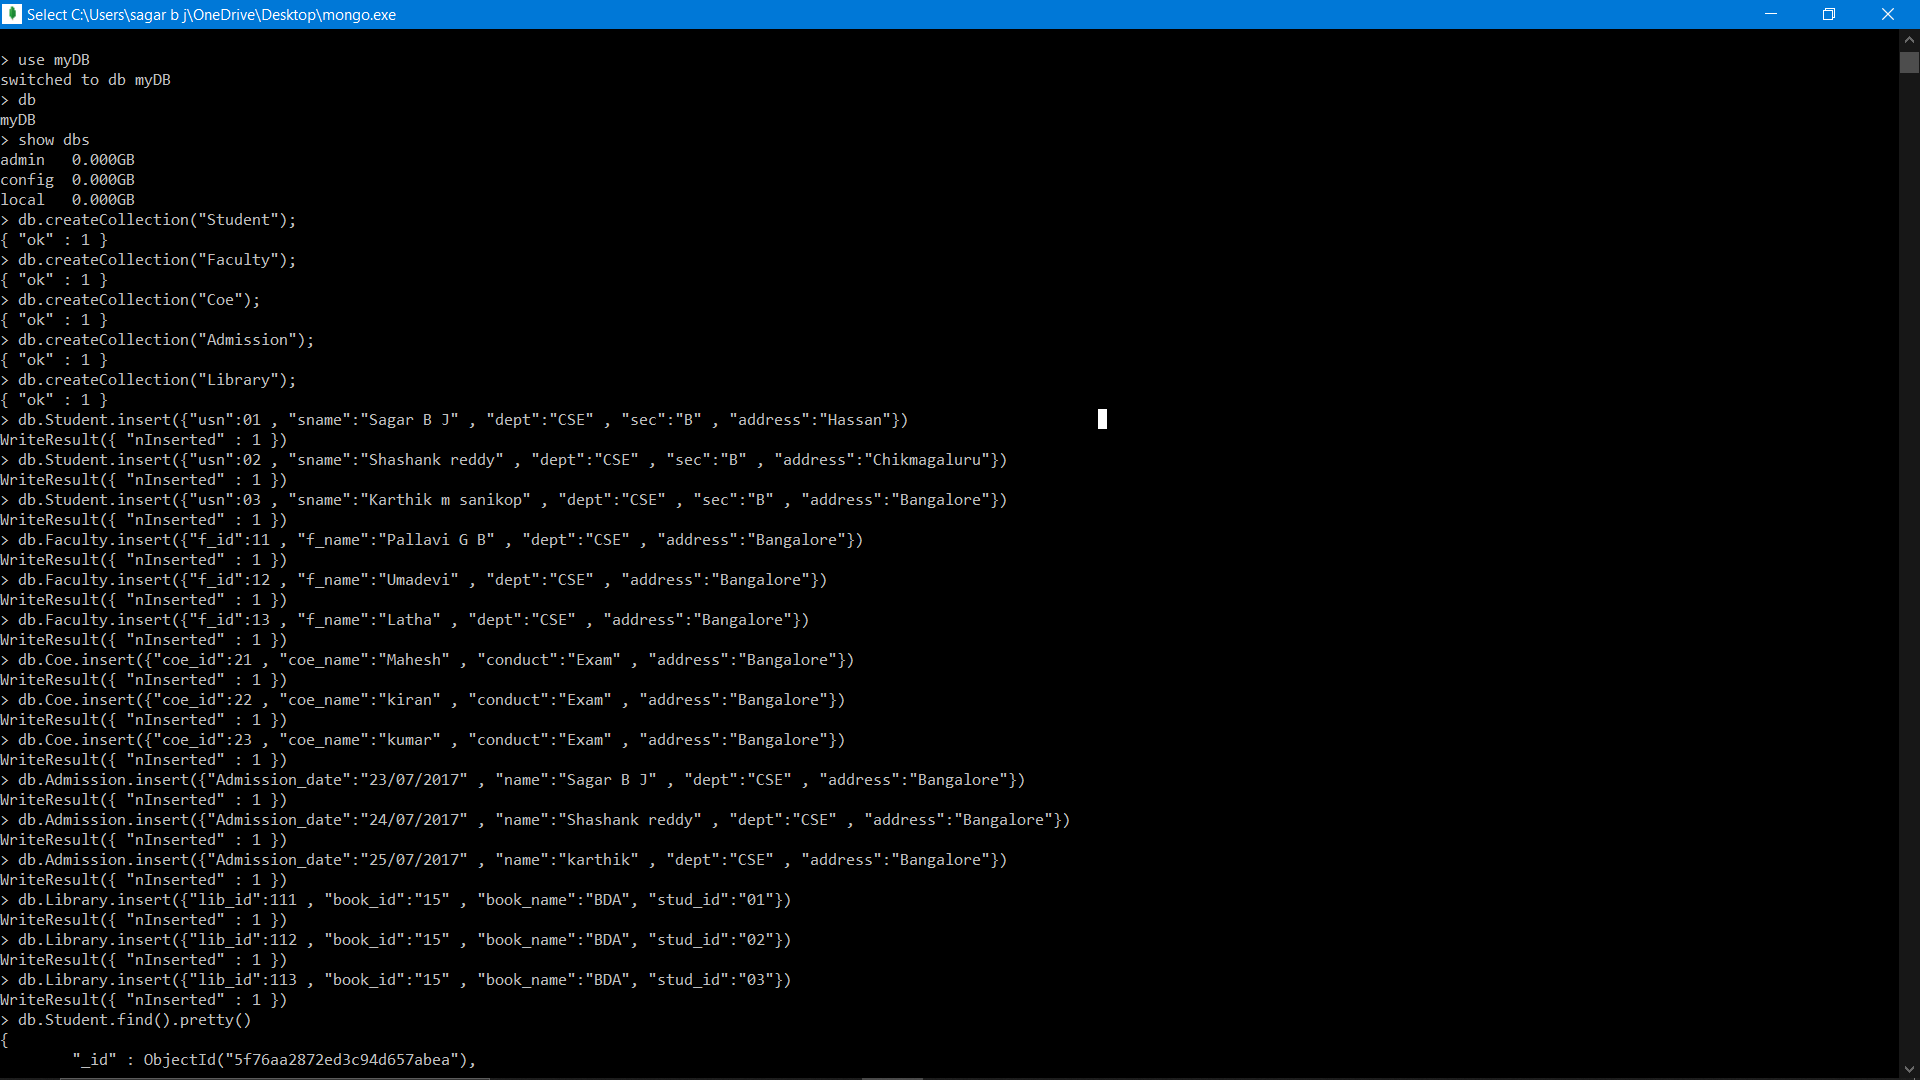 Select C:\Users\sagar b j\OneDrive\Desktop\mongo.exe
> use myDB
switched to db myDB
> db
myDB
> show dbs
admin   0.000GB
config  0.000GB
local   0.000GB
> db.createCollection("Student");
{ "ok" : 1 }
> db.createCollection("Faculty");
{ "ok" : 1 }
> db.createCollection("Coe");
{ "ok" : 1 }
> db.createCollection("Admission");
{ "ok" : 1 }
> db.createCollection("Library");
{ "ok" : 1 }
> db.Student.insert({"usn":01 , "sname":"Sagar B J" , "dept":"CSE" , "sec":"B" , "address":"Hassan"})
WriteResult({ "nInserted" : 1 })
> db.Student.insert({"usn":02 , "sname":"Shashank reddy" , "dept":"CSE" , "sec":"B" , "address":"Chikmagaluru"})
WriteResult({ "nInserted" : 1 })
> db.Student.insert({"usn":03 , "sname":"Karthik m sanikop" , "dept":"CSE" , "sec":"B" , "address":"Bangalore"})
WriteResult({ "nInserted" : 1 })
> db.Faculty.insert({"f_id":11 , "f_name":"Pallavi G B" , "dept":"CSE" , "address":"Bangalore"})
WriteResult({ "nInserted" : 1 })
> db.Faculty.insert({"f_id":12 , "f_name":"Umadevi" , "dept":"CSE" , "address":"Bangalore"})
WriteResult({ "nInserted" : 1 })
> db.Faculty.insert({"f_id":13 , "f_name":"Latha" , "dept":"CSE" , "address":"Bangalore"})
WriteResult({ "nInserted" : 1 })
> db.Coe.insert({"coe_id":21 , "coe_name":"Mahesh" , "conduct":"Exam" , "address":"Bangalore"})
WriteResult({ "nInserted" : 1 })
> db.Coe.insert({"coe_id":22 , "coe_name":"kiran" , "conduct":"Exam" , "address":"Bangalore"})
WriteResult({ "nInserted" : 1 })
> db.Coe.insert({"coe_id":23 , "coe_name":"kumar" , "conduct":"Exam" , "address":"Bangalore"})
WriteResult({ "nInserted" : 1 })
> db.Admission.insert({"Admission_date":"23/07/2017" , "name":"Sagar B J" , "dept":"CSE" , "address":"Bangalore"})
WriteResult({ "nInserted" : 1 })
> db.Admission.insert({"Admission_date":"24/07/2017" , "name":"Shashank reddy" , "dept":"CSE" , "address":"Bangalore"})
WriteResult({ "nInserted" : 1 })
> db.Admission.insert({"Admission_date":"25/07/2017" , "name":"karthik" , "dept":"CSE" , "address":"Bangalore"})
WriteResult({ "nInserted" : 1 })
> db.Library.insert({"lib_id":111 , "book_id":"15" , "book_name":"BDA", "stud_id":"01"})
WriteResult({ "nInserted" : 1 })
> db.Library.insert({"lib_id":112 , "book_id":"15" , "book_name":"BDA", "stud_id":"02"})
WriteResult({ "nInserted" : 1 })
> db.Library.insert({"lib_id":113 , "book_id":"15" , "book_name":"BDA", "stud_id":"03"})
WriteResult({ "nInserted" : 1 })
> db.Student.find().pretty()
{
        "_id" : ObjectId("5f76aa2872ed3c94d657abea"),